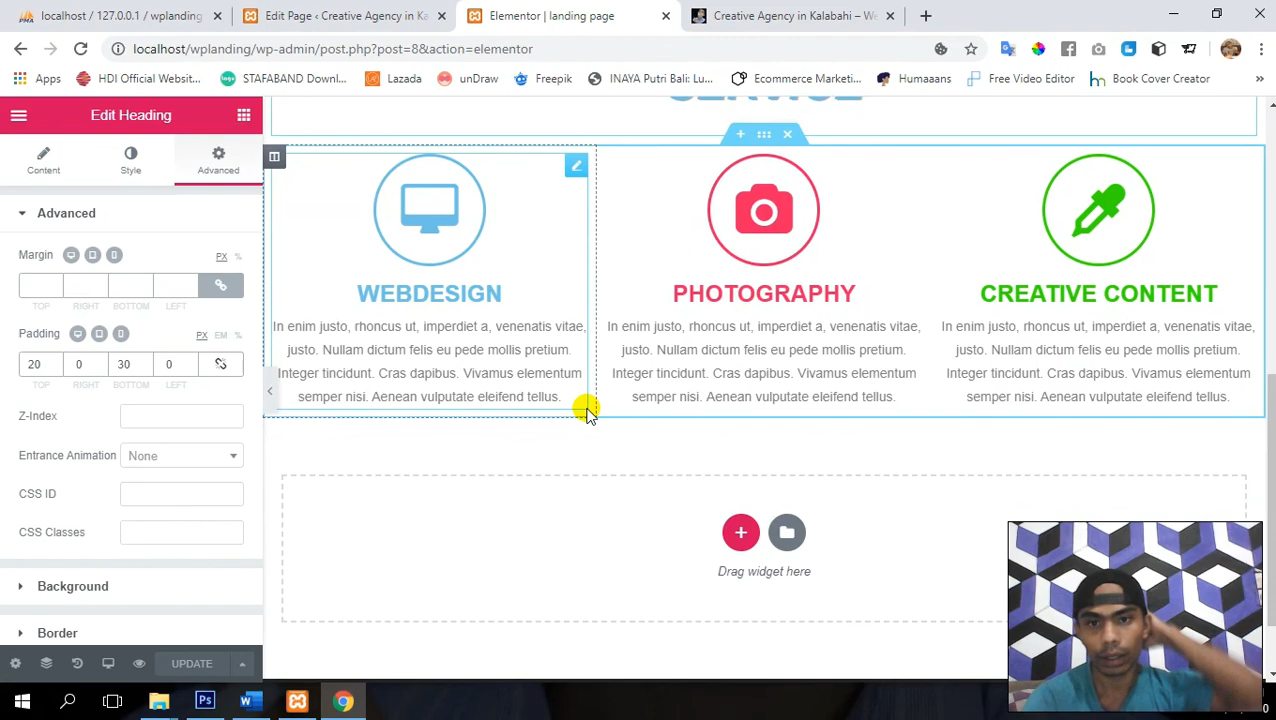 localhost / 127.0.0.1 / wplanding
Edit Page ‹ Creative Agency in Kal
Elementor | landing page
Creative Agency in Kalabahi – We
localhost/wplanding/wp-admin/post.php?post=8&action=elementor
Apps
HDI Official Websit...
STAFABAND Downl...
Lazada
unDraw
Freepik
INAYA Putri Bali: Lu...
Ecommerce Marketi...
Humaaans
Free Video Editor
Book Cover Creator
»
Edit Heading
SERVICE
Content
Style
Advanced
Advanced
Margin
PX %
TOP RIGHT BOTTOM LEFT
Padding
PX EM %
20 0 30 0
TOP RIGHT BOTTOM LEFT
Z-Index
Entrance Animation
None
CSS ID
CSS Classes
Background
Border
UPDATE
WEBDESIGN
In enim justo, rhoncus ut, imperdiet a, venenatis vitae,
justo. Nullam dictum felis eu pede mollis pretium.
Integer tincidunt. Cras dapibus. Vivamus elementum
semper nisi. Aenean vulputate eleifend tellus.
PHOTOGRAPHY
In enim justo, rhoncus ut, imperdiet a, venenatis vitae,
justo. Nullam dictum felis eu pede mollis pretium.
Integer tincidunt. Cras dapibus. Vivamus elementum
semper nisi. Aenean vulputate eleifend tellus.
CREATIVE CONTENT
In enim justo, rhoncus ut, imperdiet a, venenatis vitae,
justo. Nullam dictum felis eu pede mollis pretium.
Integer tincidunt. Cras dapibus. Vivamus elementum
semper nisi. Aenean vulputate eleifend tellus.
Drag widget here